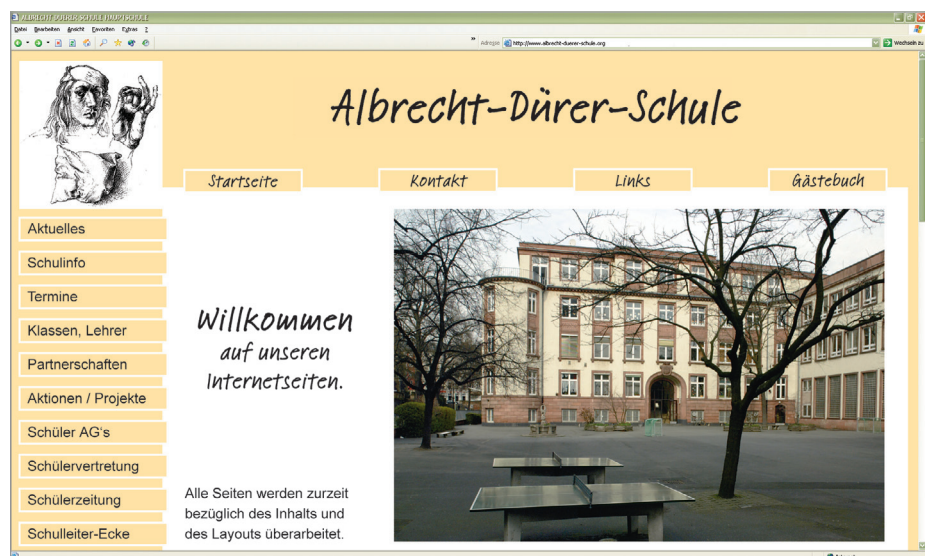 ALBRECHT DUERER SCHULE HAUPTSCHULE
Datei Bearbeiten Ansicht Favoriten Extras ?
Adresse http://www.albrecht-duerer-schule.org Wechseln zu
Albrecht-Dürer-Schule
Startseite Kontakt Links Gästebuch
Aktuelles
Schulinfo
Termine
Klassen, Lehrer
Partnerschaften
Aktionen / Projekte
Schüler AG's
Schülervertretung
Schülerzeitung
Schulleiter-Ecke
Willkommen
auf unseren
Internetseiten.
Alle Seiten werden zurzeit
bezüglich des Inhalts und
des Layouts überarbeitet.